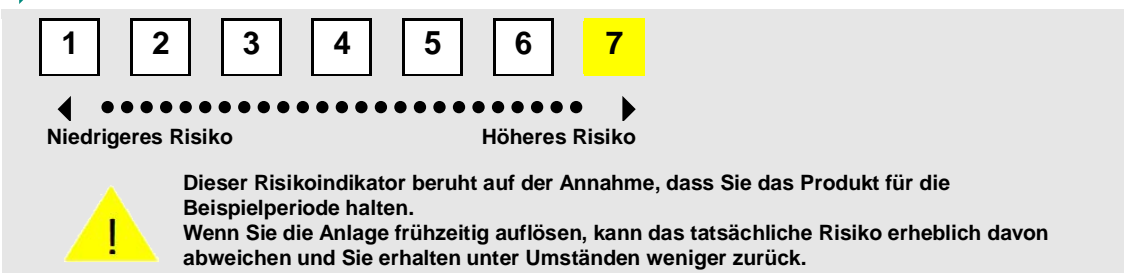 1 2 3 4 5 6 7
Niedrigeres Risiko Höheres Risiko
!
Dieser Risikoindikator beruht auf der Annahme, dass Sie das Produkt für die
Beispielperiode halten.
Wenn Sie die Anlage frühzeitig auflösen, kann das tatsächliche Risiko erheblich davon
abweichen und Sie erhalten unter Umständen weniger zurück.